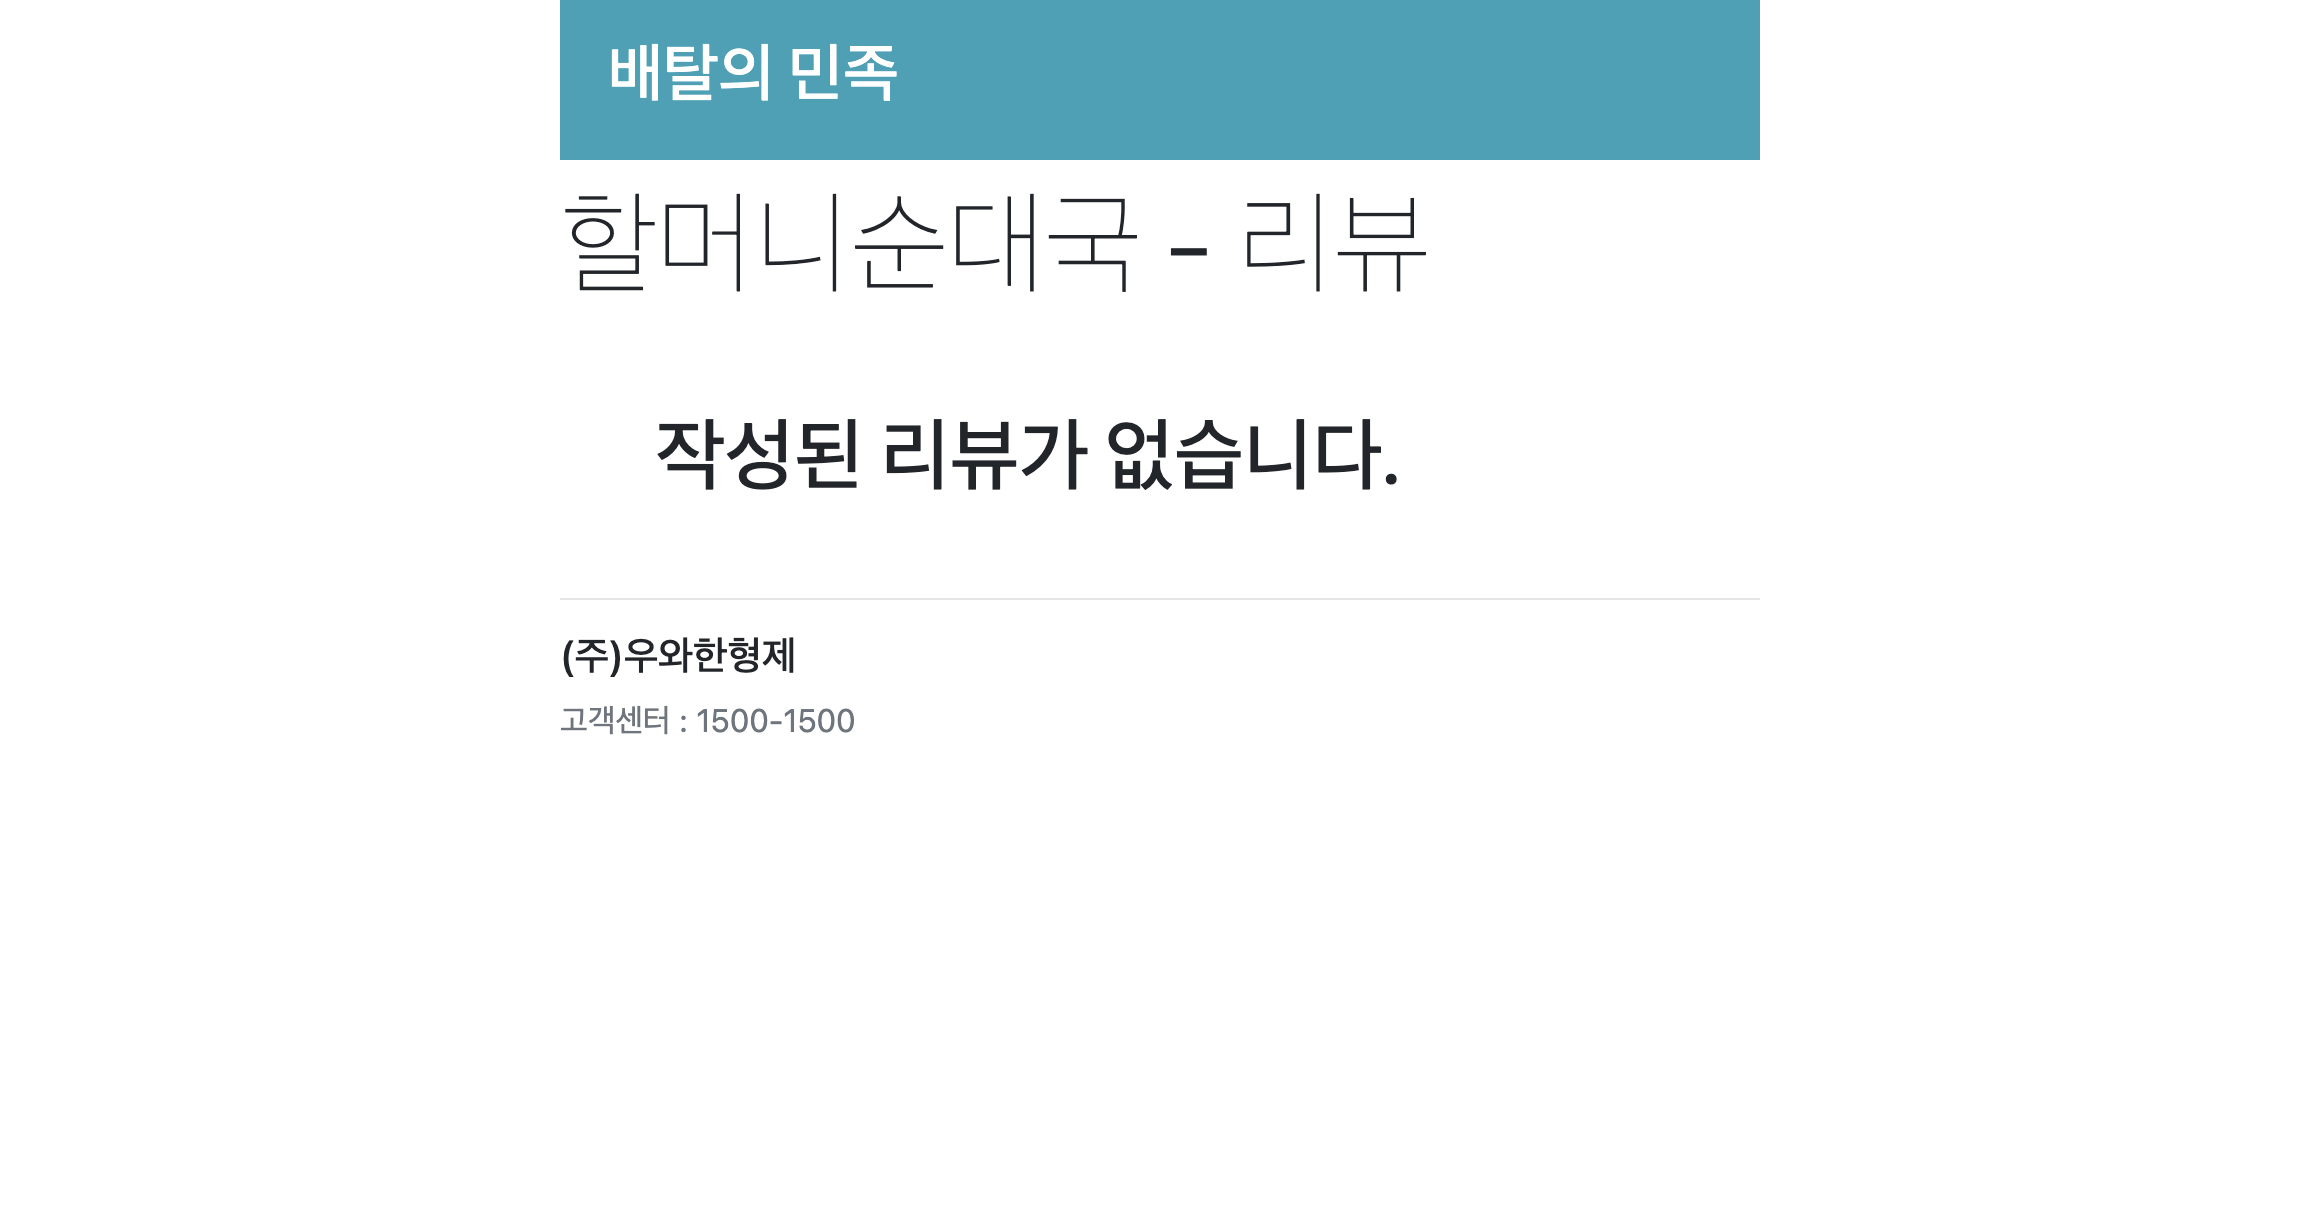 배탈의 민족
할머니순대국 - 리뷰
작성된 리뷰가 없습니다.
(주)우와한형제
고객센터 : 1500-1500